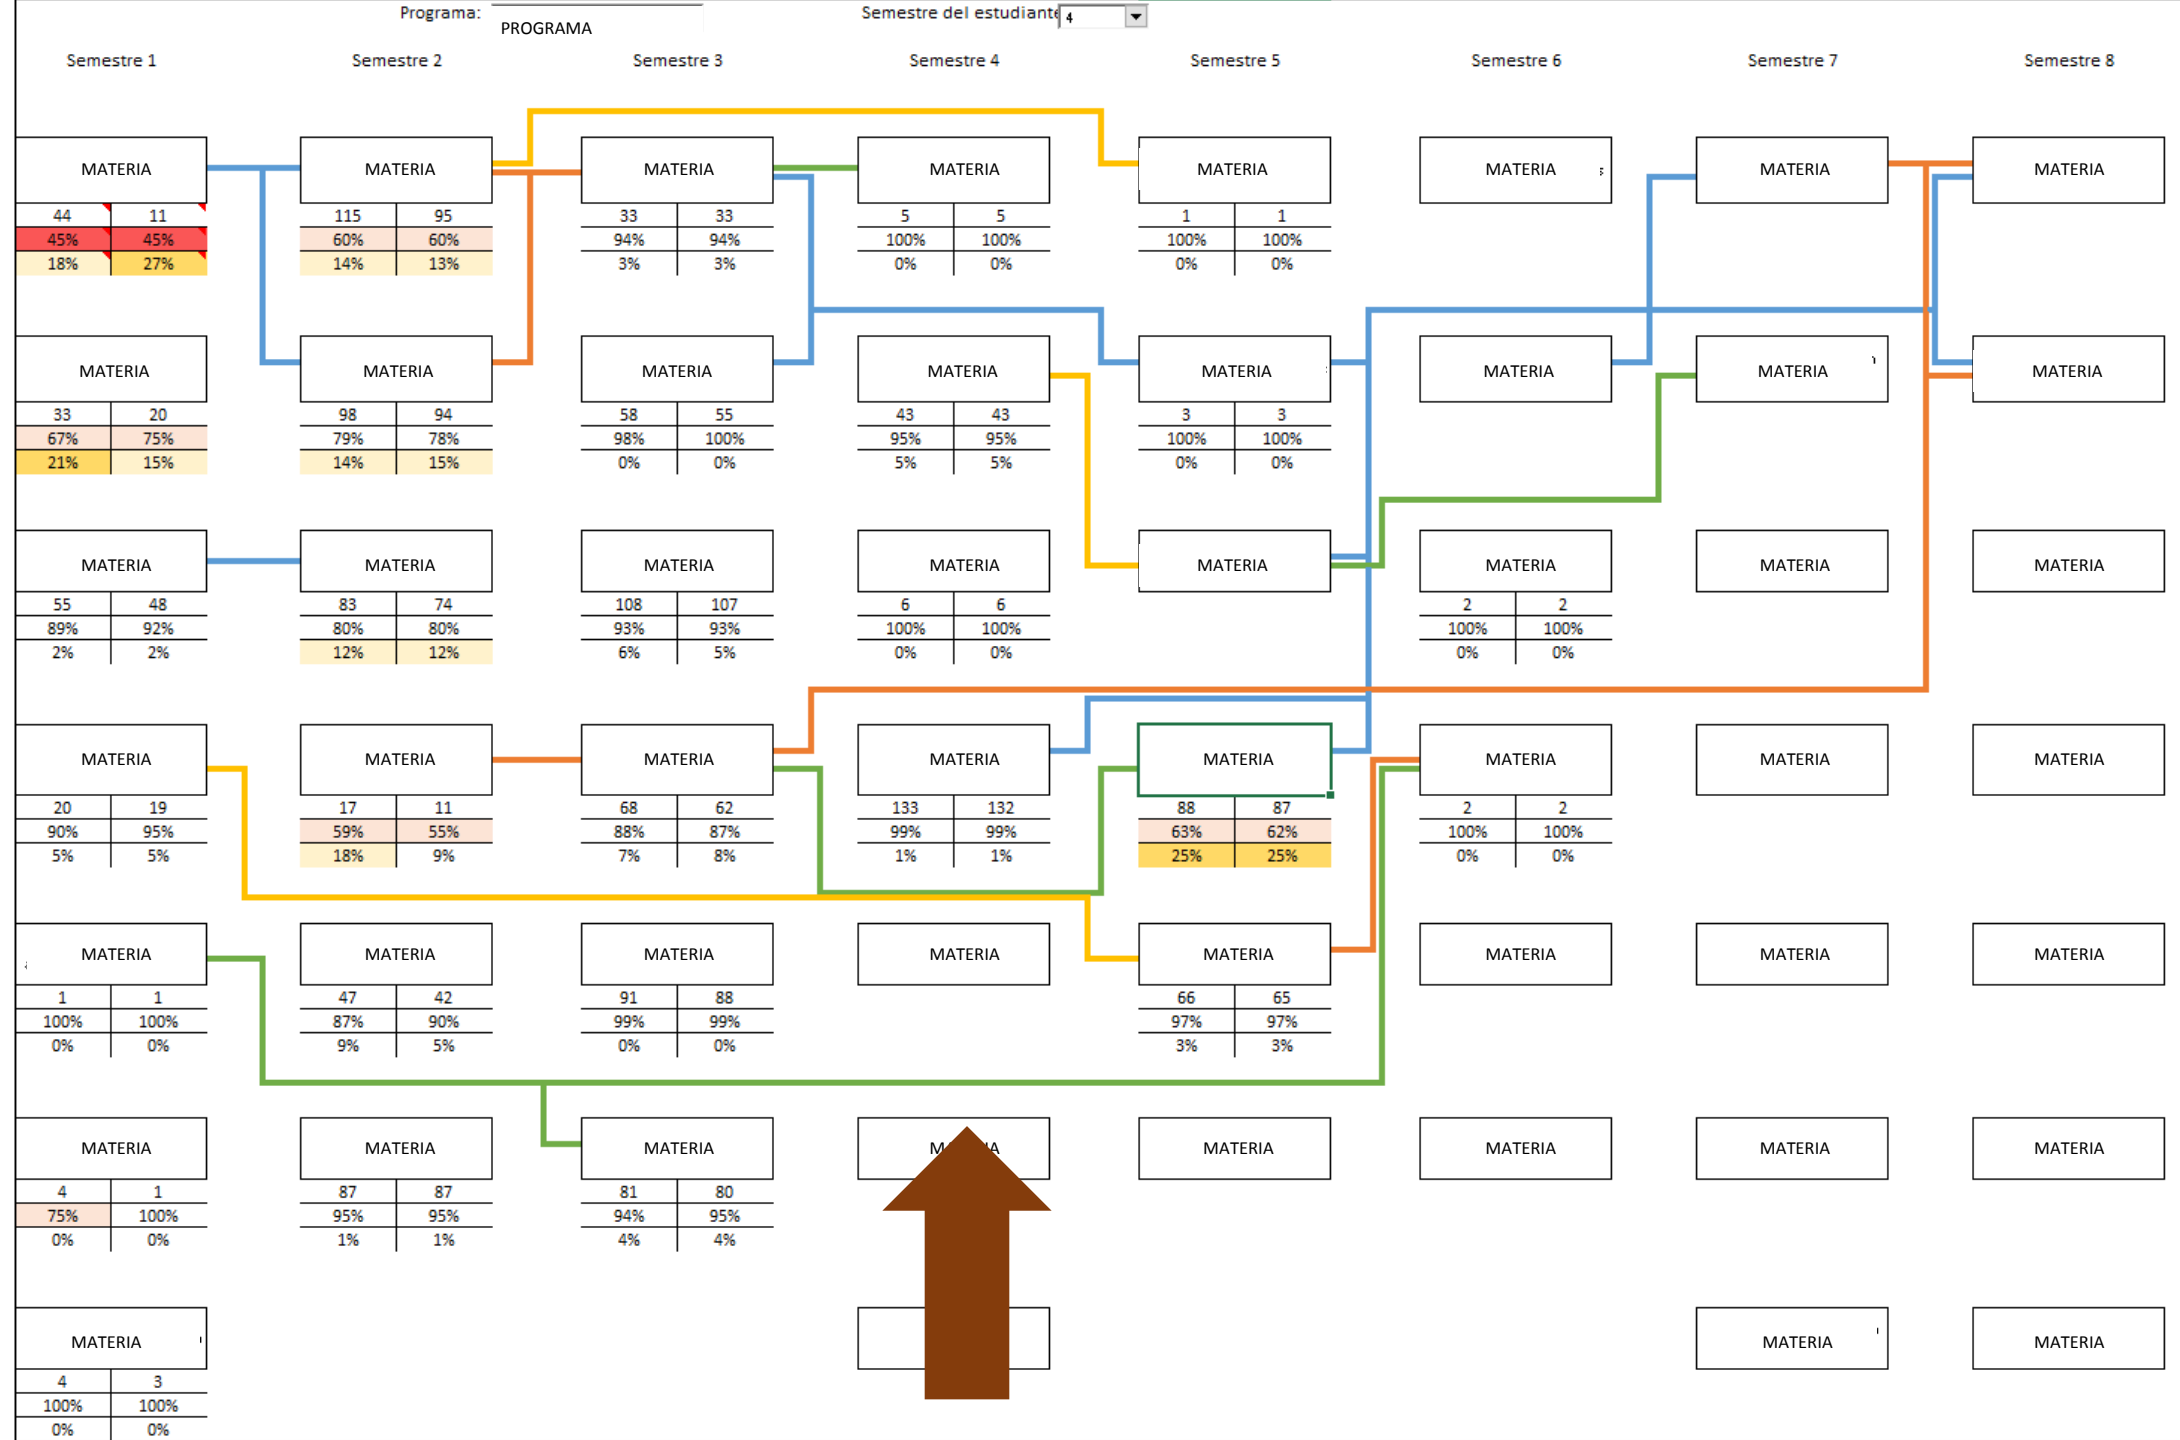 Programa: PROGRAMA Semestre del estudiante 4
Semestre 1 Semestre 2 Semestre 3 Semestre 4 Semestre 5 Semestre 6 Semestre 7 Semestre 8
MATERIA MATERIA MATERIA MATERIA MATERIA MATERIA MATERIA MATERIA
44 11 115 95 33 33 5 5 1 1
45% 45% 60% 60% 94% 94% 100% 100% 100% 100%
18% 27% 14% 13% 3% 3% 0% 0% 0% 0%
MATERIA MATERIA MATERIA MATERIA MATERIA MATERIA MATERIA MATERIA
33 20 98 94 58 55 43 43 3 3
67% 75% 79% 78% 98% 100% 95% 95% 100% 100%
21% 15% 14% 15% 0% 0% 5% 5% 0% 0%
MATERIA MATERIA MATERIA MATERIA MATERIA MATERIA MATERIA MATERIA
55 48 83 74 108 107 6 6 2 2
89% 92% 80% 80% 93% 93% 100% 100% 100% 100%
2% 2% 12% 12% 6% 5% 0% 0% 0% 0%
MATERIA MATERIA MATERIA MATERIA MATERIA MATERIA MATERIA MATERIA
20 19 17 11 68 62 133 132 88 87 2 2
90% 95% 59% 55% 88% 87% 99% 99% 63% 62% 100% 100%
5% 5% 18% 9% 7% 8% 1% 1% 25% 25% 0% 0%
MATERIA MATERIA MATERIA MATERIA MATERIA MATERIA MATERIA MATERIA
1 1 47 42 91 88 66 65
100% 100% 87% 90% 99% 99% 97% 97%
0% 0% 9% 5% 0% 0% 3% 3%
MATERIA MATERIA MATERIA MATERIA MATERIA MATERIA MATERIA
4 1 87 87 81 80
75% 100% 95% 95% 94% 95%
0% 0% 1% 1% 4% 4%
MATERIA MATERIA MATERIA
4 3
100% 100%
0% 0%